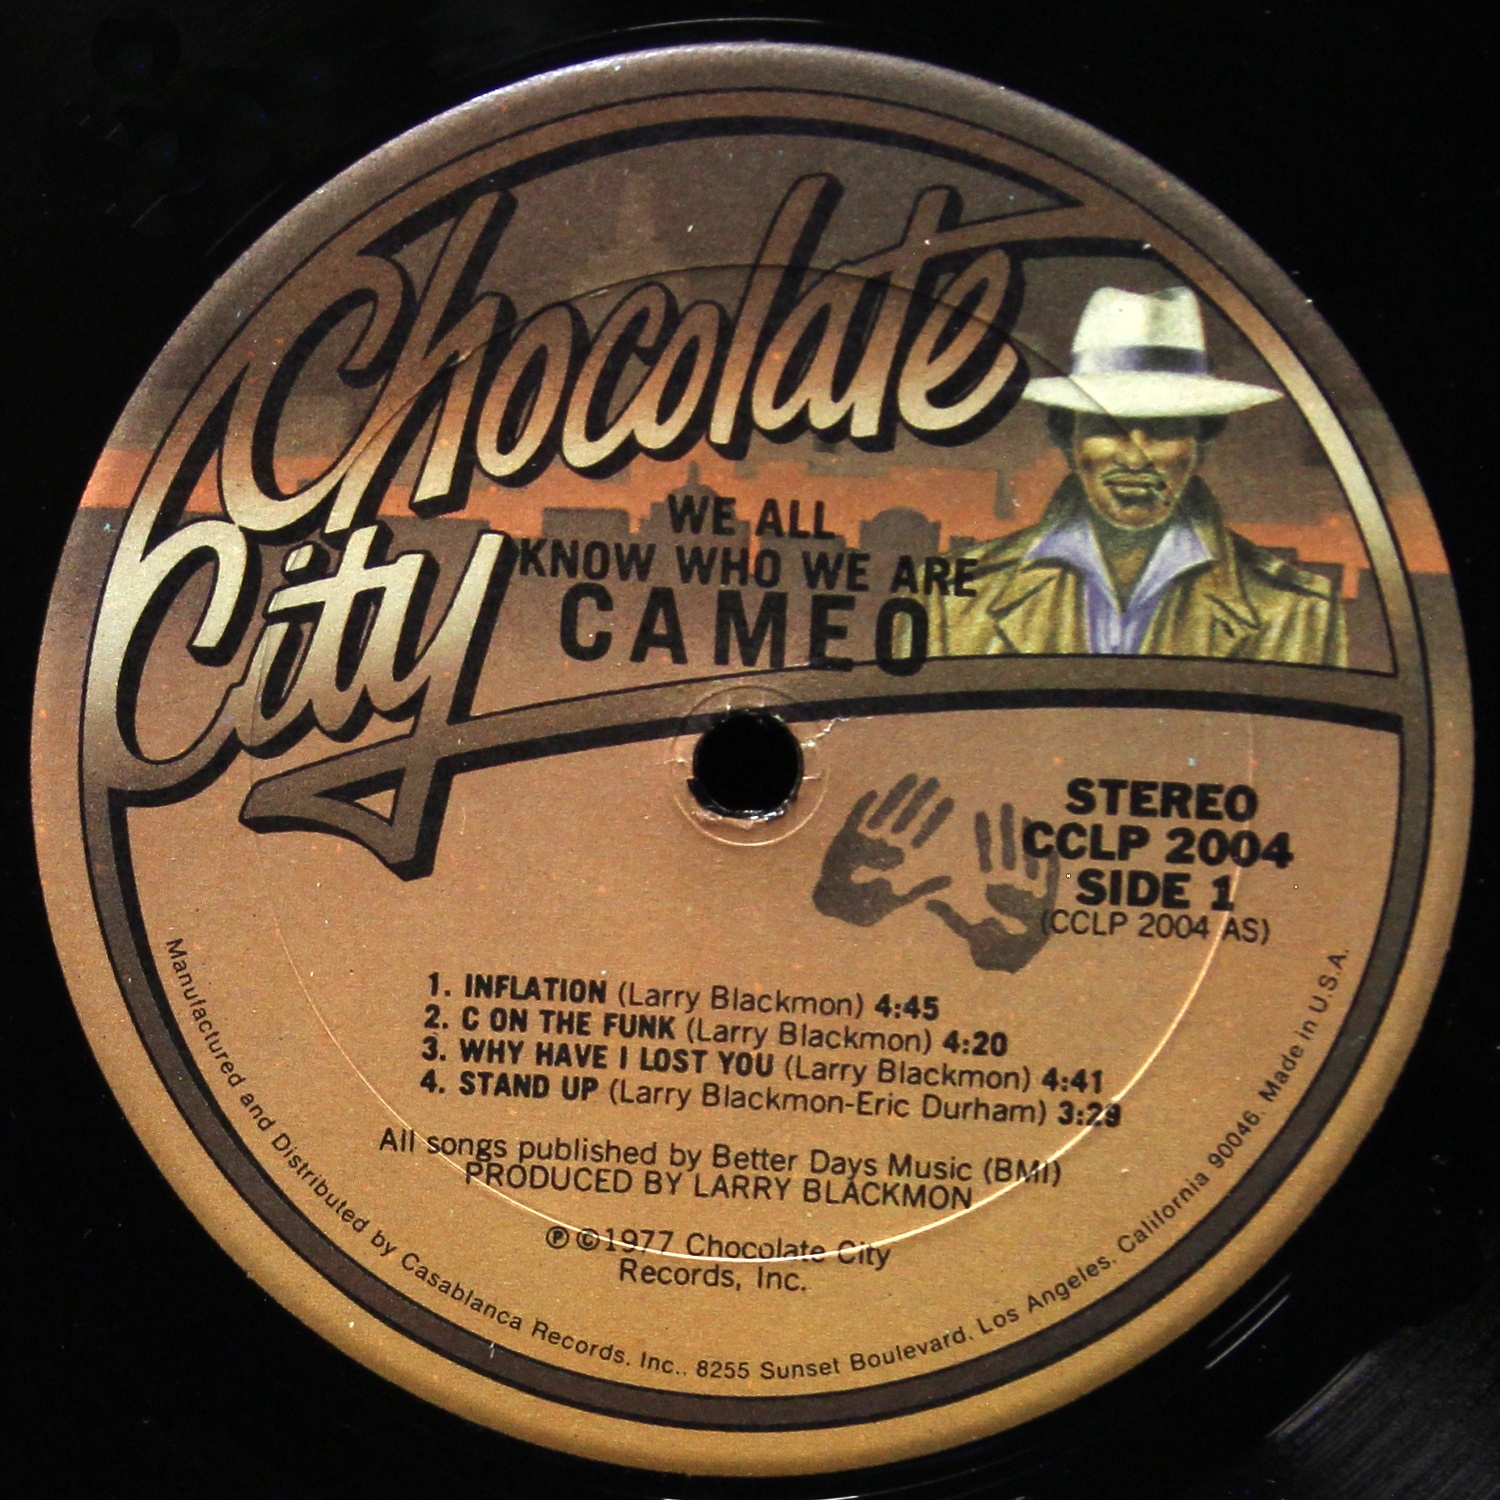 Chocolate
City
WE ALL
KNOW WHO WE ARE
CAMEO
STEREO
CCLP 2004
SIDE 1
(CCLP 2004 AS)
1. INFLATION (Larry Blackmon) 4:45
2. C ON THE FUNK (Larry Blackmon) 4:20
3. WHY HAVE I LOST YOU (Larry Blackmon) 4:41
4. STAND UP (Larry Blackmon-Eric Durham) 3:29
All songs published by Better Days Music (BMI)
PRODUCED BY LARRY BLACKMON
℗ ©1977 Chocolate City
Records, Inc.
Manufactured and Distributed by Casablanca Records, Inc., 8255 Sunset Boulevard, Los Angeles, California 90046. Made in U.S.A.